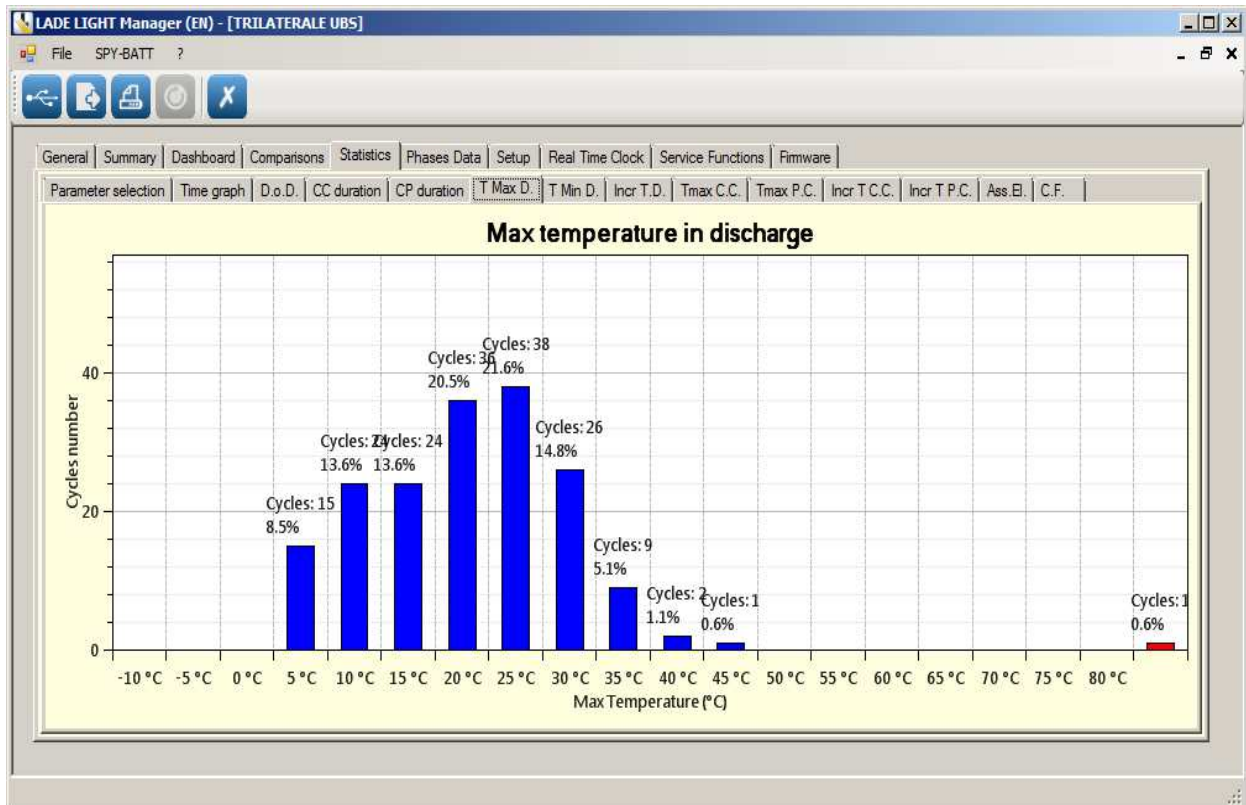 LADE LIGHT Manager (EN) - [TRILATERALE UBS]
File SPY-BATT ?
General Summary Dashboard Comparisons Statistics Phases Data Setup Real Time Clock Service Functions Firmware
Parameter selection Time graph D.o.D. CC duration CP duration T Max D. T Min D. Incr T.D. Tmax C.C. Tmax P.C. Incr T C.C. Incr T P.C. Ass.El. C.F.
Max temperature in discharge
Cycles: 38
21.6%
Cycles: 36
20.5%
Cycles: 26
14.8%
Cycles: 24
13.6%
Cycles: 24
13.6%
Cycles: 15
8.5%
Cycles: 9
5.1%
Cycles: 2
1.1%
Cycles: 1
0.6%
Cycles: 1
0.6%
40
20
0
Cycles number
-10 °C -5 °C 0 °C 5 °C 10 °C 15 °C 20 °C 25 °C 30 °C 35 °C 40 °C 45 °C 50 °C 55 °C 60 °C 65 °C 70 °C 75 °C 80 °C
Max Temperature (°C)